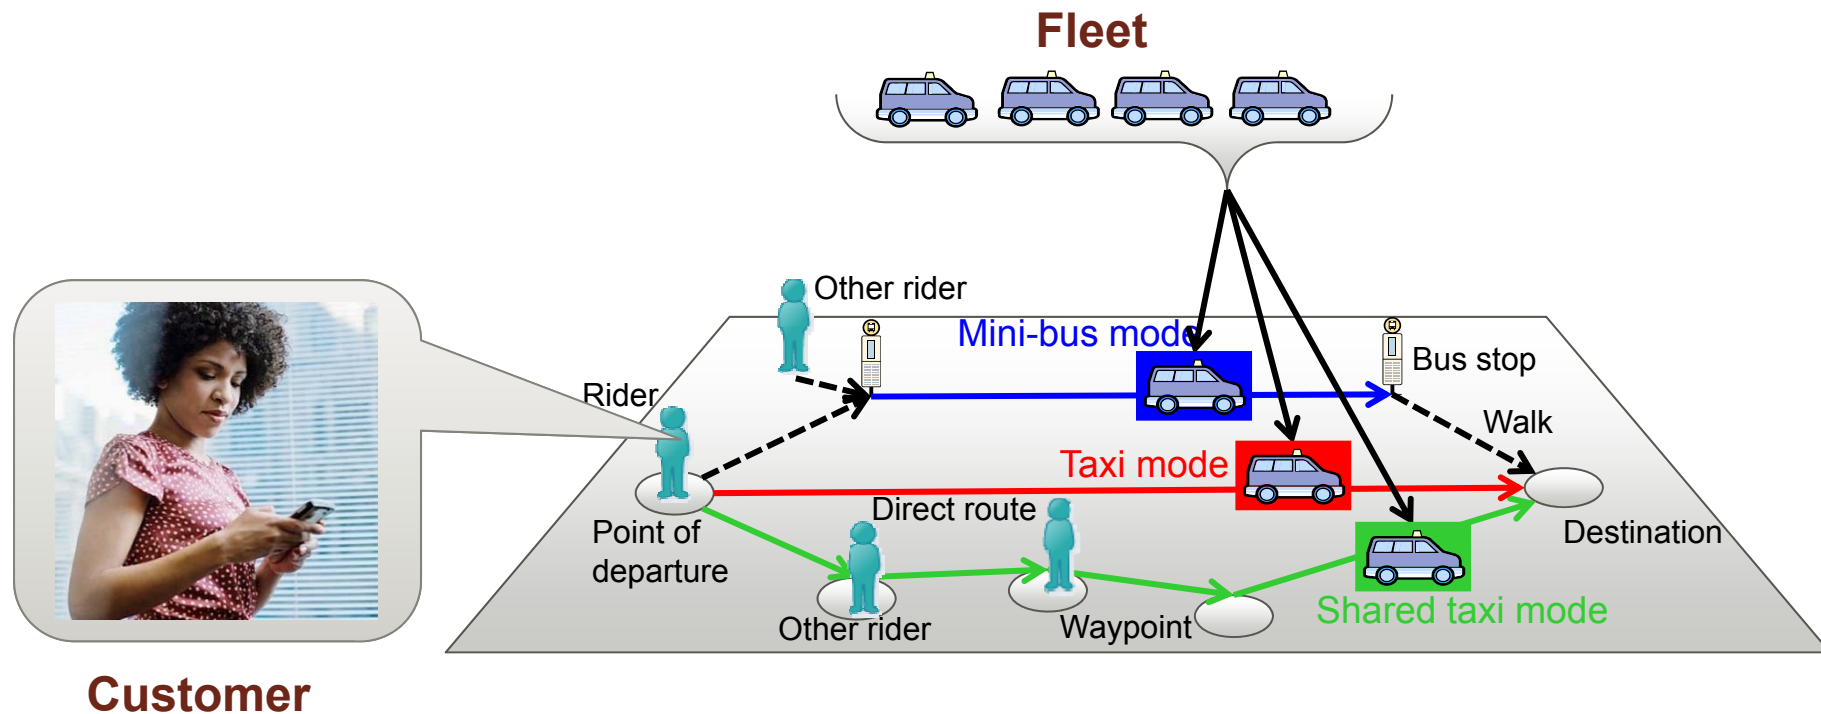 Fleet
Other rider
Mini-bus mode
Bus stop
Rider
Walk
Taxi mode
Direct route
Point of
departure
Destination
Other rider
Waypoint
Shared taxi mode
Customer